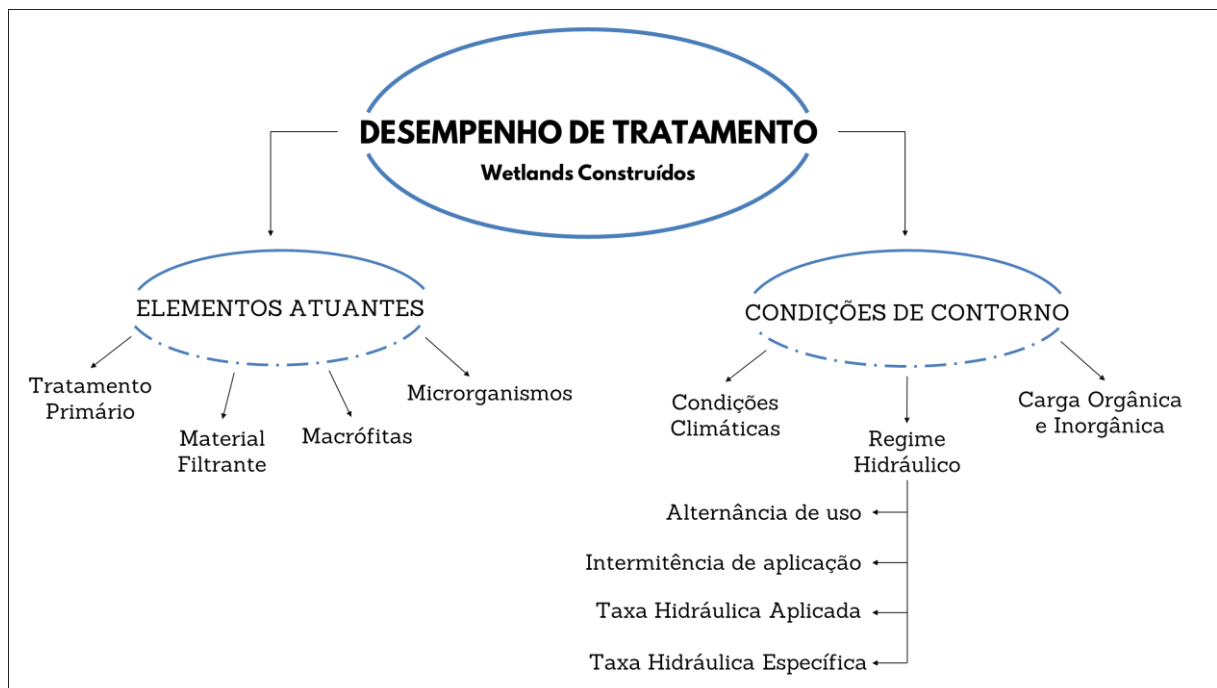 DESEMPENHO DE TRATAMENTO
Wetlands Construídos
ELEMENTOS ATUANTES
Tratamento
Primário
Material
Filtrante
Macrófitas
Microrganismos
CONDIÇÕES DE CONTORNO
Condições
Climáticas
Regime
Hidráulico
Carga Orgânica
e Inorgânica
Alternância de uso
Intermitência de aplicação
Taxa Hidráulica Aplicada
Taxa Hidráulica Específica